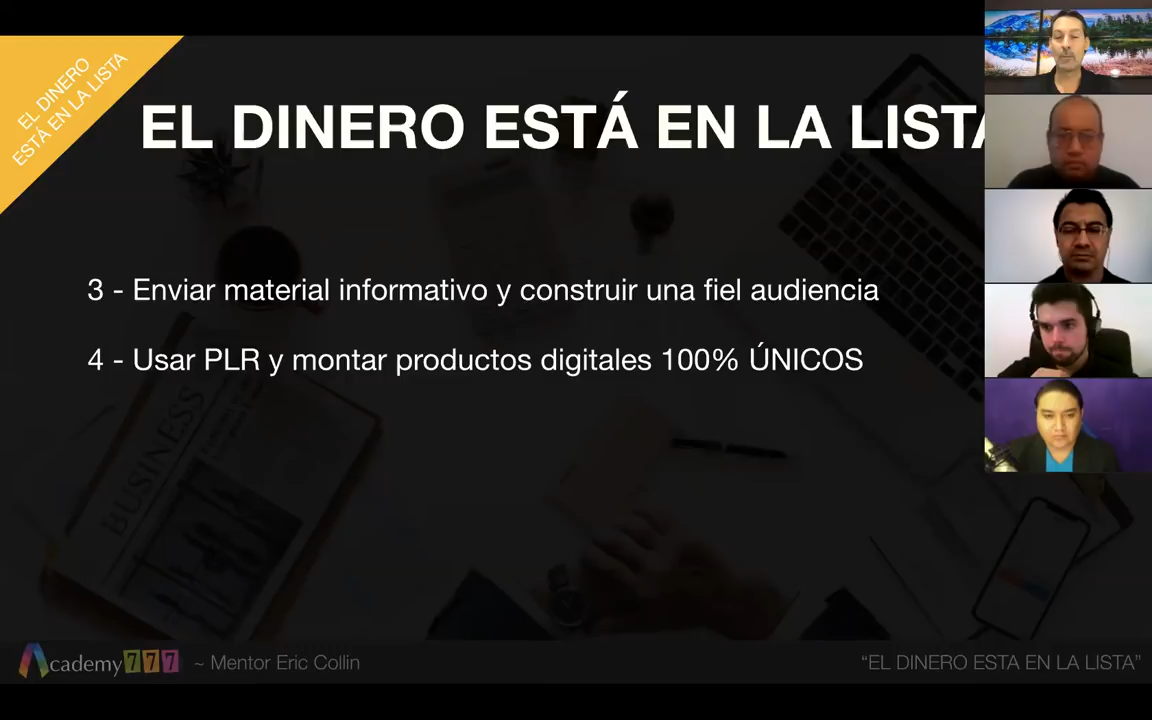 EL DINERO
ESTÁ EN LA LISTA
EL DINERO ESTÁ EN LA LISTA
3 - Enviar material informativo y construir una fiel audiencia
4 - Usar PLR y montar productos digitales 100% ÚNICOS
BUSINESS
Academy777 ~ Mentor Eric Collin
“EL DINERO ESTA EN LA LISTA”